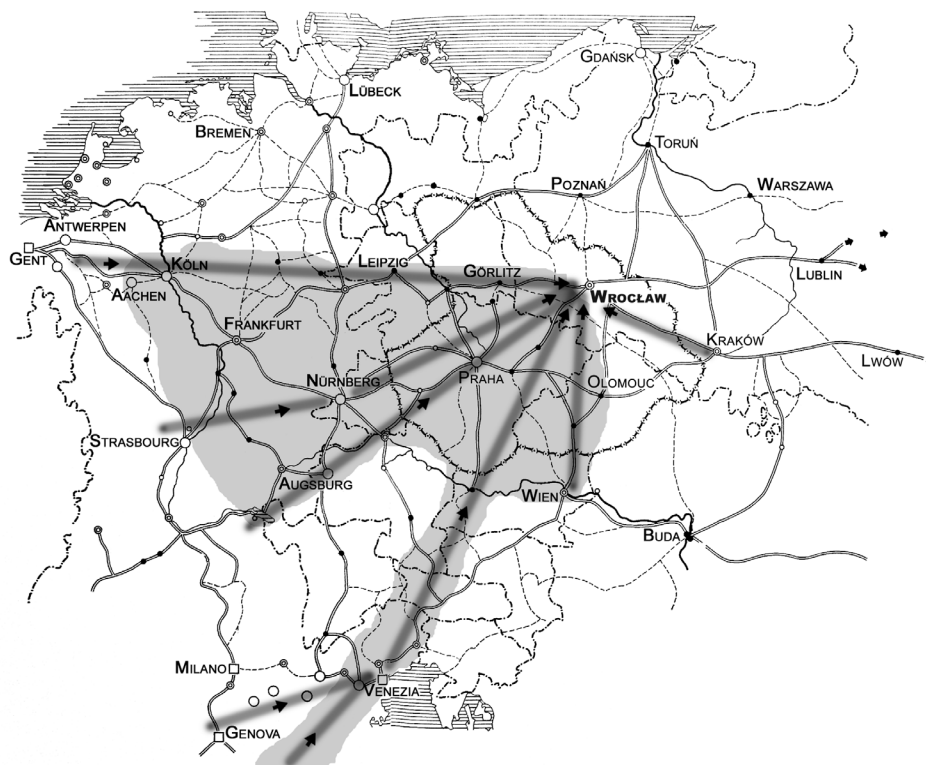 GDAŃSK
LÜBECK
BREMEN
TORUŃ
POZNAŃ
WARSZAWA
ANTWERPEN
GENT
KÖLN
LEIPZIG
GÖRLITZ
LUBLIN
AACHEN
WROCŁAW
FRANKFURT
KRAKÓW
LWÓW
NÜRNBERG
PRAHA
OLOMOUC
STRASBOURG
AUGSBURG
WIEN
BUDA
MILANO
VENEZIA
GENOVA